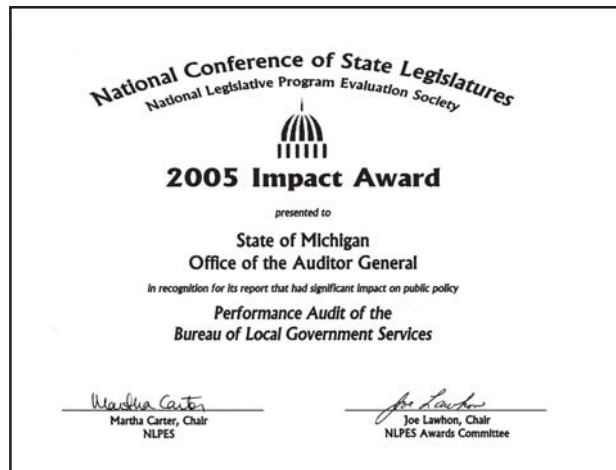 National Conference of State Legislatures
National Legislative Program Evaluation Society
2005 Impact Award
presented to
State of Michigan
Office of the Auditor General
in recognition for its report that had significant impact on public policy
Performance Audit of the
Bureau of Local Government Services
Martha Carter
Joe Lawhon
Martha Carter, Chair
NLPES
Joe Lawhon, Chair
NLPES Awards Committee